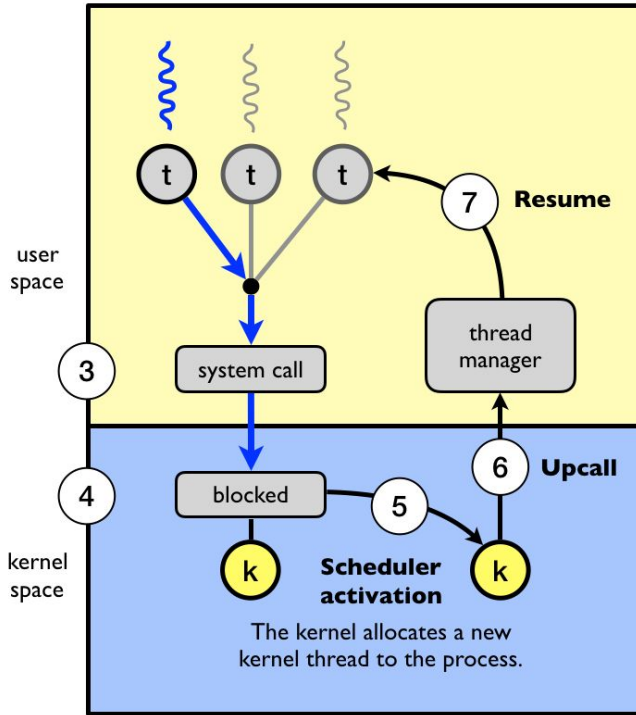 t
t
t
7
Resume
user
space
thread
manager
3
system call
6
Upcall
4
blocked
5
kernel
space
k
Scheduler
activation
k
The kernel allocates a new
kernel thread to the process.